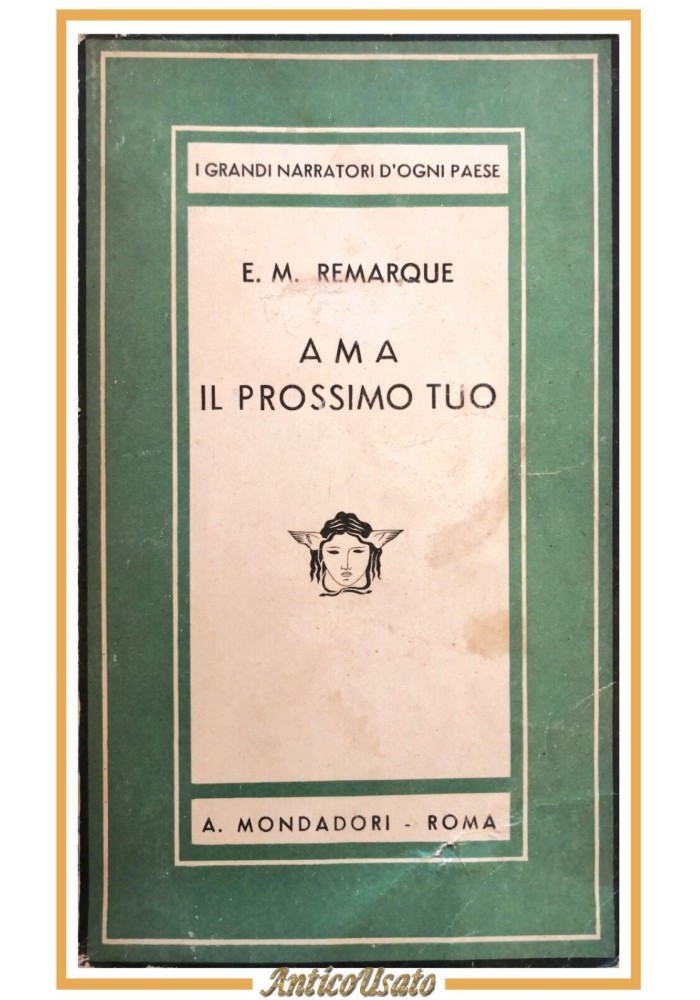 I GRANDI NARRATORI D'OGNI PAESE
E. M. REMARQUE
AMA
IL PROSSIMO TUO
A. MONDADORI - ROMA
AnticoUsato